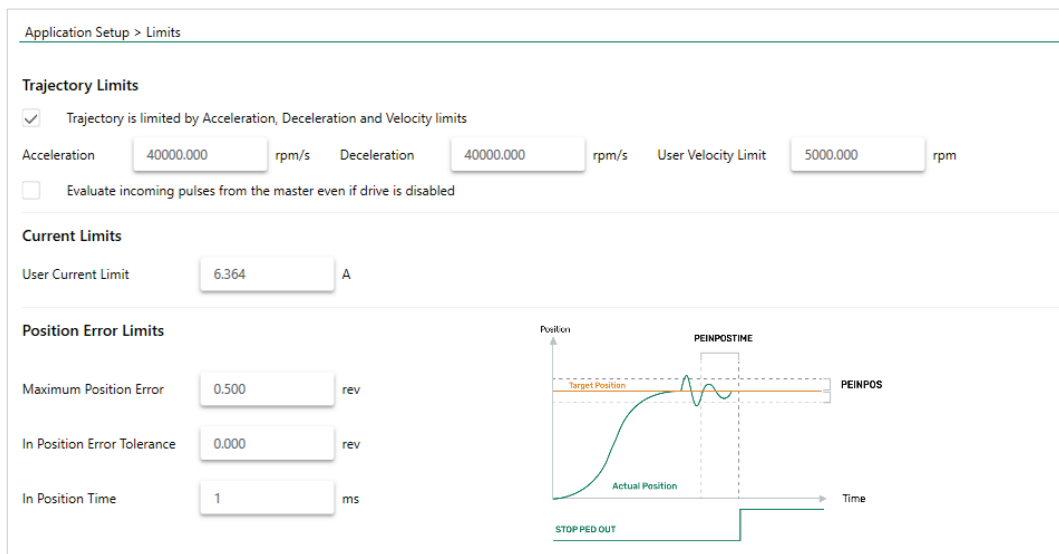 Application Setup > Limits
Trajectory Limits
Trajectory is limited by Acceleration, Deceleration and Velocity limits
Acceleration 40000.000 rpm/s Deceleration 40000.000 rpm/s User Velocity Limit 5000.000 rpm
Evaluate incoming pulses from the master even if drive is disabled
Current Limits
User Current Limit 6.364 A
Position Error Limits
Maximum Position Error 0.500 rev
In Position Error Tolerance 0.000 rev
In Position Time 1 ms
Position
PEINPOSTIME
Target Position
PEINPOS
Actual Position
Time
STOP PED OUT